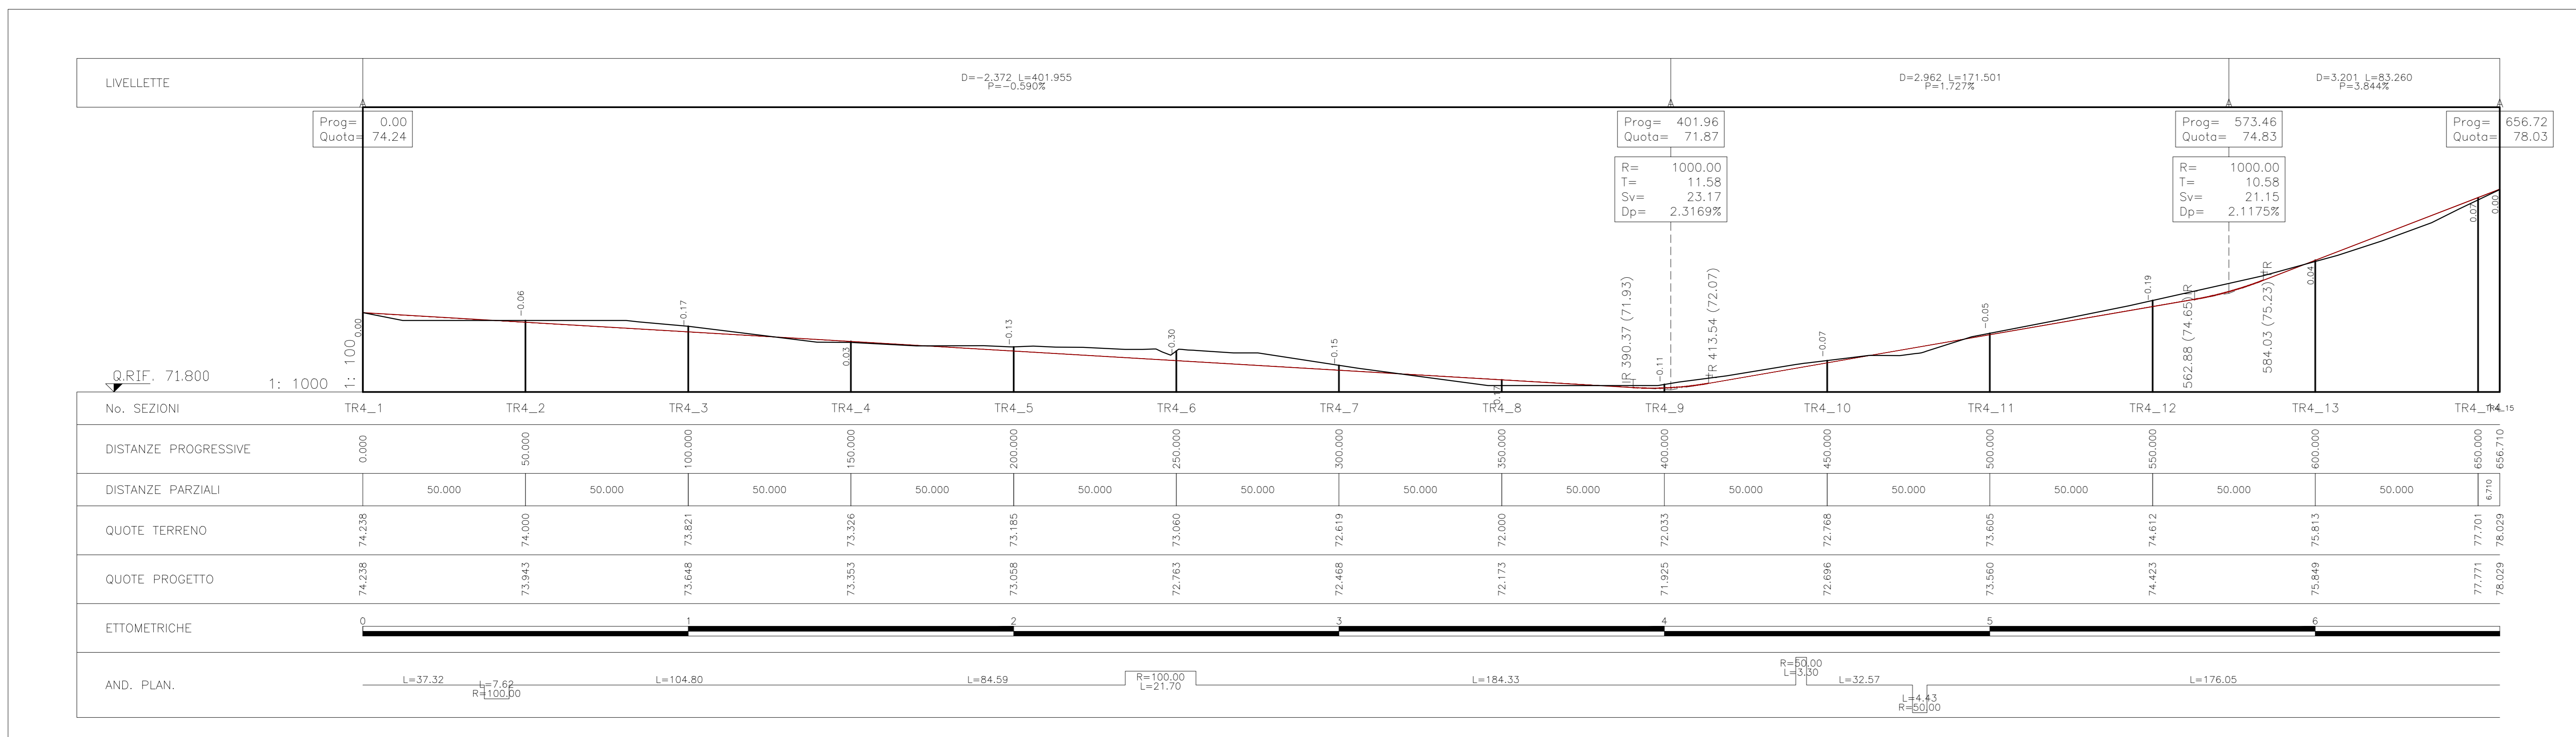 LIVELLETTE
D=-2.372 L=401.955
P=-0.590%
D=2.962 L=171.501
P=1.727%
D=3.201 L=83.260
P=3.844%
A
A
A
A
Prog= 0.00
Quota= 74.24
Prog= 401.96
Quota= 71.87
Prog= 573.46
Quota= 74.83
Prog= 656.72
Quota= 78.03
R= 1000.00
T= 11.58
Sv= 23.17
Dp= 2.3169%
R= 1000.00
T= 10.58
Sv= 21.15
Dp= 2.1175%
0.00
-0.06
-0.17
0.03
-0.13
-0.30
-0.15
0.17
-0.11
-0.07
-0.05
-0.19
0.04
0.07
0.00
R 390.37 (71.93)
R 413.54 (72.07)
562.88 (74.65) R
584.03 (75.23) R
Q.RIF. 71.800
1: 1000
1: 100
No. SEZIONI
TR4_1 TR4_2 TR4_3 TR4_4 TR4_5 TR4_6 TR4_7 TR4_8 TR4_9 TR4_10 TR4_11 TR4_12 TR4_13 TR4_14 TR4_15
DISTANZE PROGRESSIVE
0.000 50.000 100.000 150.000 200.000 250.000 300.000 350.000 400.000 450.000 500.000 550.000 600.000 650.000 656.710
DISTANZE PARZIALI
50.000 50.000 50.000 50.000 50.000 50.000 50.000 50.000 50.000 50.000 50.000 50.000 50.000 6.710
QUOTE TERRENO
74.238 74.000 73.821 73.326 73.185 73.060 72.619 72.000 72.033 72.768 73.605 74.612 75.813 77.701 78.029
QUOTE PROGETTO
74.238 73.943 73.648 73.353 73.058 72.763 72.468 72.173 71.925 72.696 73.560 74.423 75.849 77.771 78.029
ETTOMETRICHE
0 1 2 3 4 5 6
AND. PLAN.
L=37.32
L=7.62
R=100.00
L=104.80
L=84.59
R=100.00
L=21.70
L=184.33
R=50.00
L=3.30
L=32.57
L=4.43
R=50.00
L=176.05